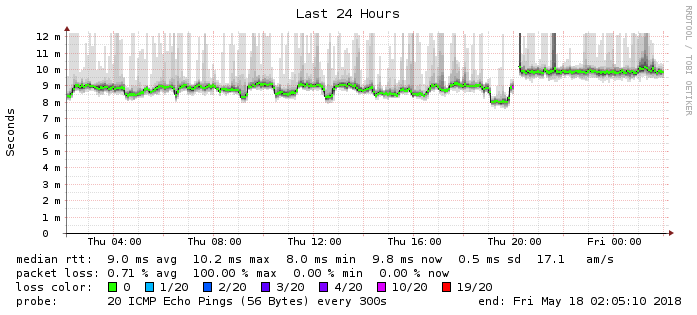 Last 24 Hours
RRDTOOL / TOBI OETIKER
Seconds
12 m
11 m
10 m
9 m
8 m
7 m
6 m
5 m
4 m
3 m
2 m
1 m
0
Thu 04:00 Thu 08:00 Thu 12:00 Thu 16:00 Thu 20:00 Fri 00:00
median rtt: 9.0 ms avg 10.2 ms max 8.0 ms min 9.8 ms now 0.5 ms sd 17.1 am/s
packet loss: 0.71 % avg 100.00 % max 0.00 % min 0.00 % now
loss color: 0 1/20 2/20 3/20 4/20 10/20 19/20
probe: 20 ICMP Echo Pings (56 Bytes) every 300s end: Fri May 18 02:05:10 2018